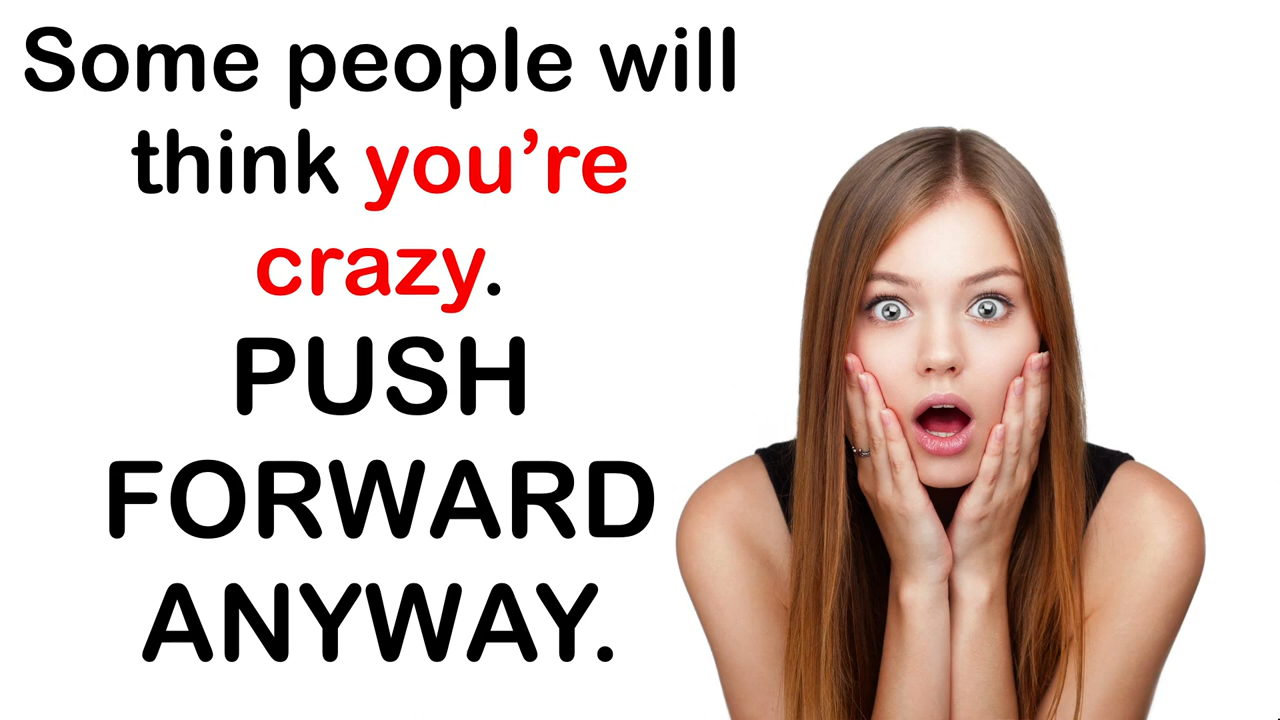 Some people will
think you’re
crazy.
PUSH
FORWARD
ANYWAY.